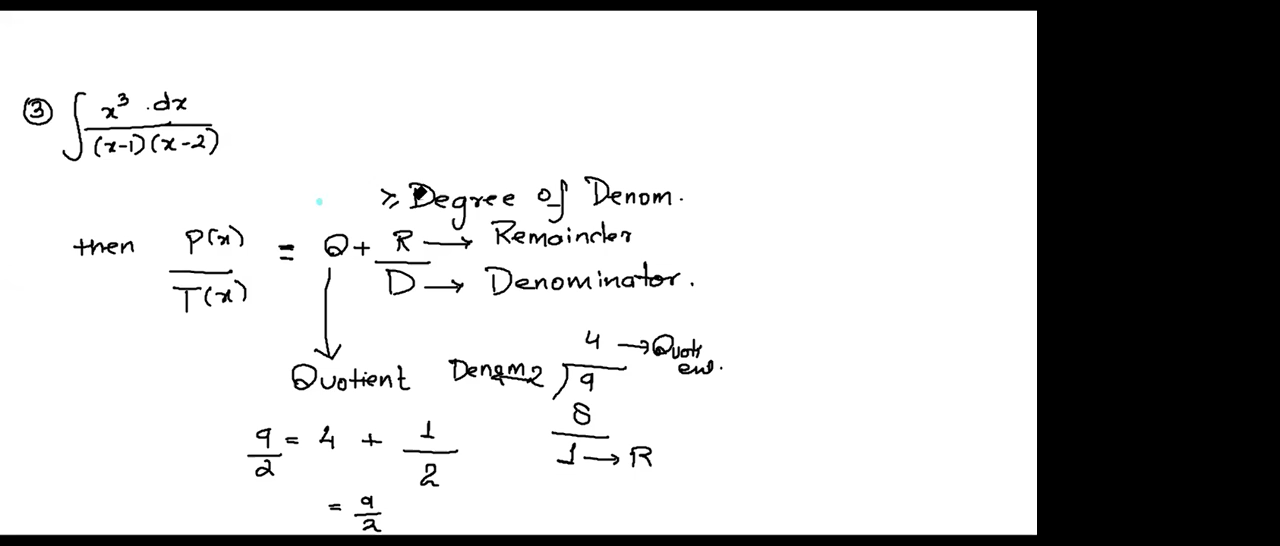 ③ ∫ x³ .dx / (x-1)(x-2)
≥ Degree of Denom.
then P(x)/T(x) = Q + R/D
R → Remainder
D → Denominator.
↓
Quotient
Denom 2 ) 9
4 → Quotient.
8
1 → R
9/2 = 4 + 1/2
= 9/2